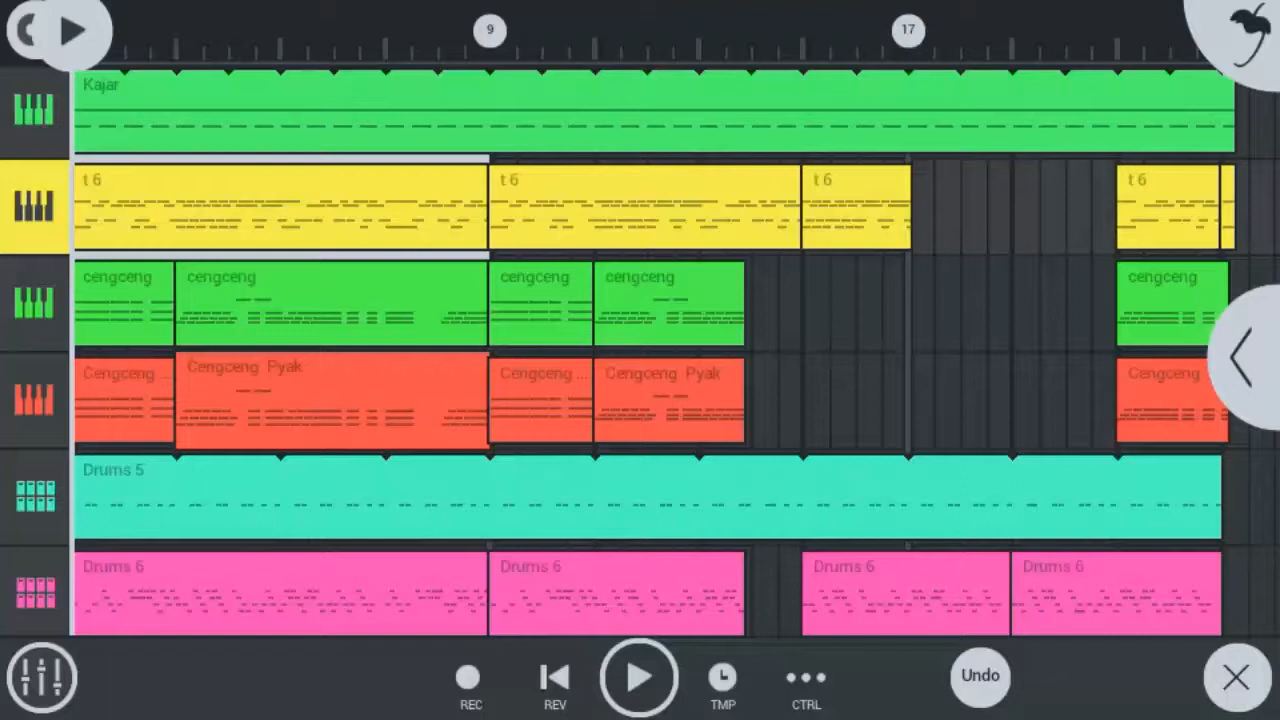 9 17
Kajar
t 6 t 6 t 6 t 6
cengceng cengceng cengceng cengceng cengceng
Cengceng ... Cengceng Pyak Cengceng ... Cengceng Pyak Cengceng
Drums 5
Drums 6 Drums 6 Drums 6 Drums 6
Undo
REC REV TMP CTRL